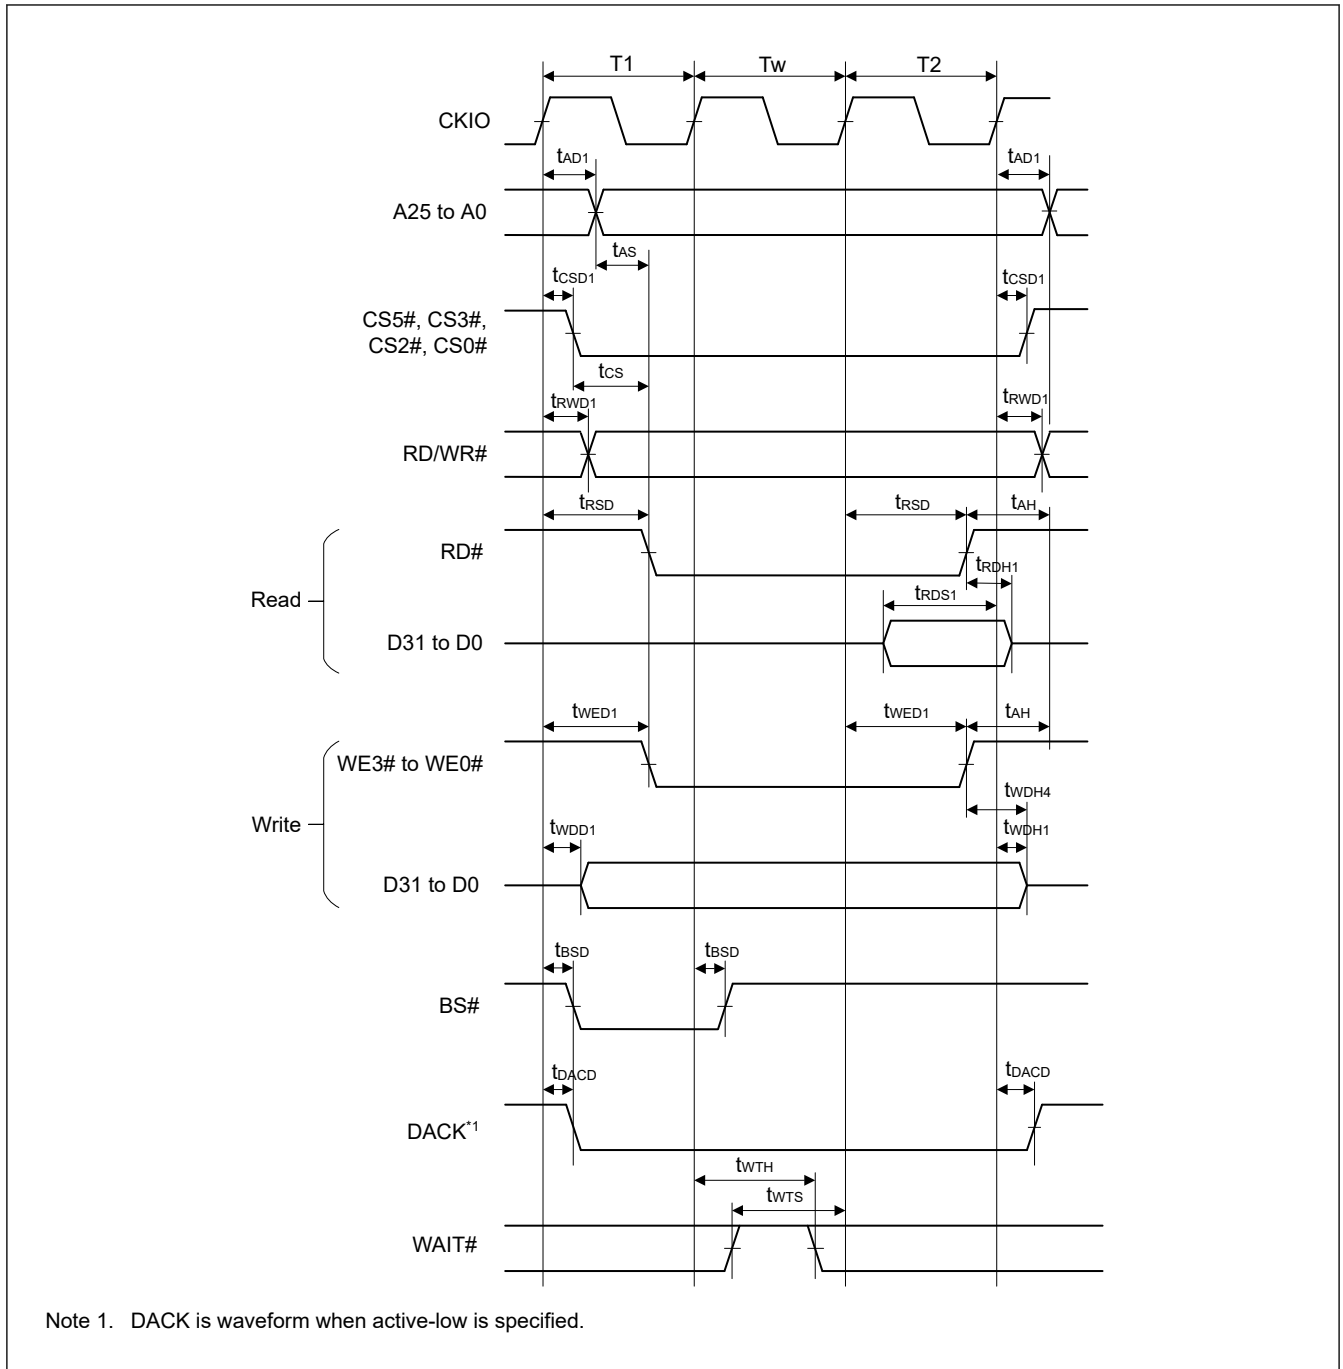 T1 Tw T2
CKIO
tAD1 tAD1
A25 to A0
tAS
tCSD1 tCSD1
CS5#, CS3#,
CS2#, CS0#
tCS
tRWD1 tRWD1
RD/WR#
tRSD tRSD tAH
RD#
tRDH1
Read
tRDS1
D31 to D0
tWED1 tWED1 tAH
WE3# to WE0#
tWDH4
Write
tWDD1 tWDH1
D31 to D0
tBSD tBSD
BS#
tDACD tDACD
DACK*1
tWTH
tWTS
WAIT#
Note 1. DACK is waveform when active-low is specified.